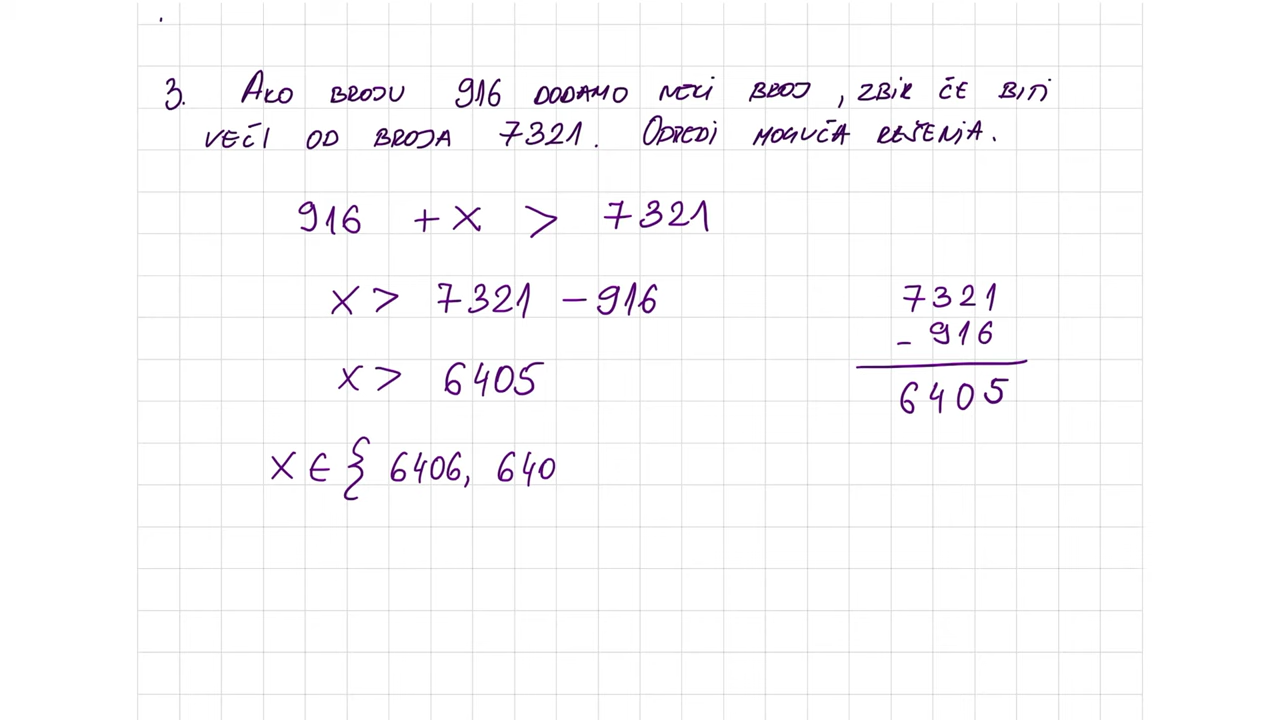 3. AKO BROJU 916 DODAMO NEKI BROJ, ZBIR ĆE BITI
VEĆI OD BROJA 7321. ODREDI MOGUĆA REŠENJA.
916 + X > 7321
X > 7321 - 916
7321
- 916
6405
X > 6405
X ∈ { 6406, 640